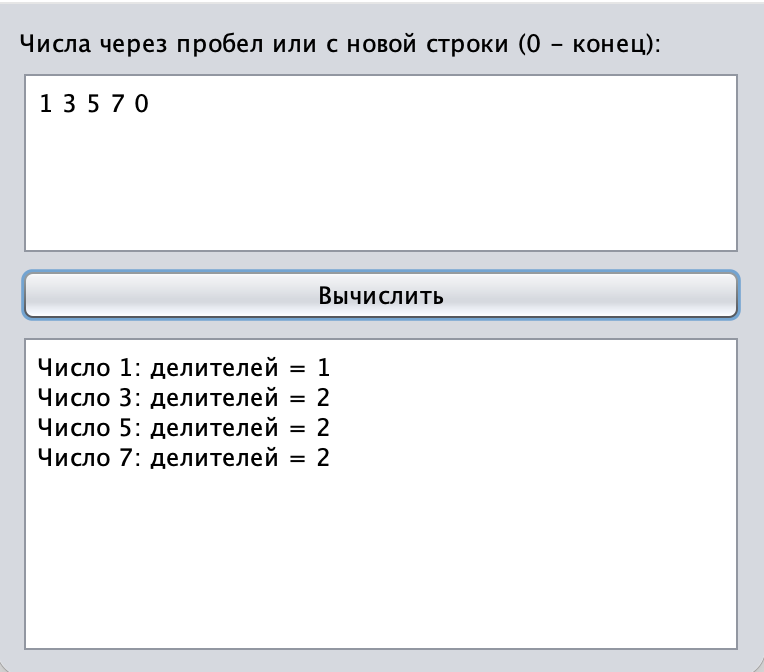 Числа через пробел или с новой строки (0 – конец):
1 3 5 7 0
Вычислить
Число 1: делителей = 1
Число 3: делителей = 2
Число 5: делителей = 2
Число 7: делителей = 2